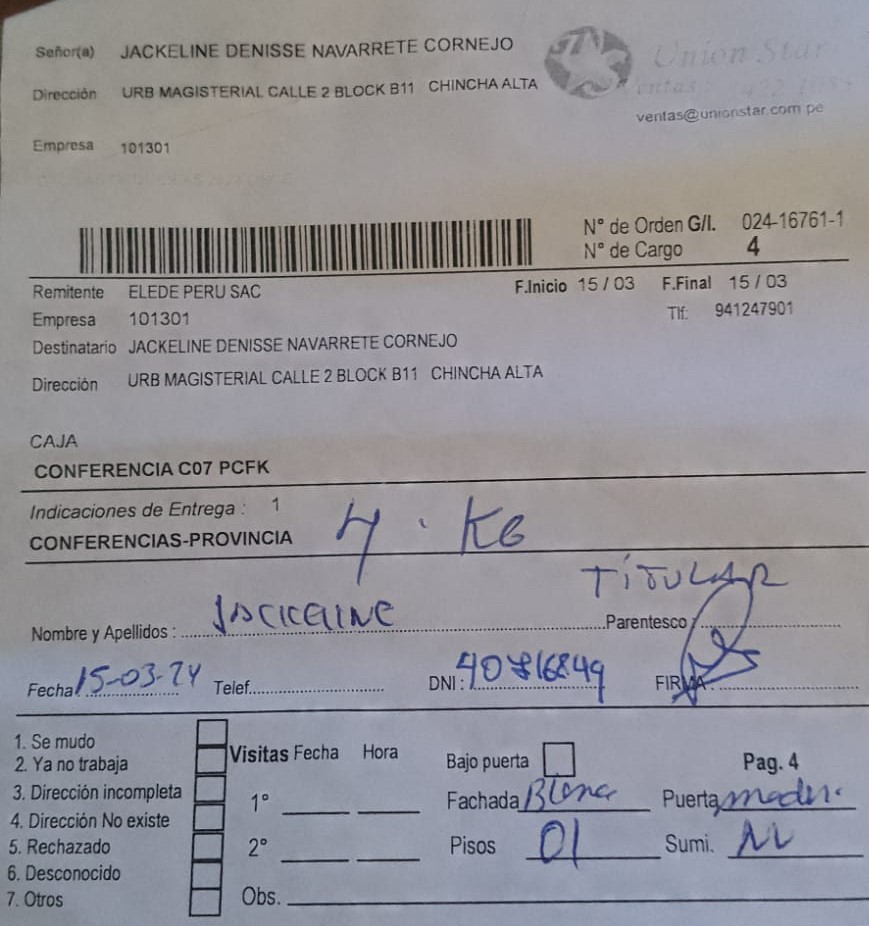 Señor(a) JACKELINE DENISSE NAVARRETE CORNEJO
Union Star
Dirección URB MAGISTERIAL CALLE 2 BLOCK B11 CHINCHA ALTA
Ventas :
ventas@unionstar.com.pe
Empresa 101301
N° de Orden G/I. 024-16761-1
N° de Cargo 4
Remitente ELEDE PERU SAC F.Inicio 15 / 03 F.Final 15 / 03
Empresa 101301 Tlf: 941247901
Destinatario JACKELINE DENISSE NAVARRETE CORNEJO
Dirección URB MAGISTERIAL CALLE 2 BLOCK B11 CHINCHA ALTA
CAJA
CONFERENCIA C07 PCFK
Indicaciones de Entrega : 1
CONFERENCIAS-PROVINCIA
4 . KG
TITULAR
Nombre y Apellidos : JACKELINE Parentesco :
Fecha 15-03-24 Telef. DNI : 40816849 FIRMA :
1. Se mudo
2. Ya no trabaja
3. Dirección incompleta
4. Dirección No existe
5. Rechazado
6. Desconocido
7. Otros
Visitas Fecha Hora
1°
2°
Obs.
Bajo puerta Pag. 4
Fachada Blanca Puerta madera
Pisos 01 Sumi.